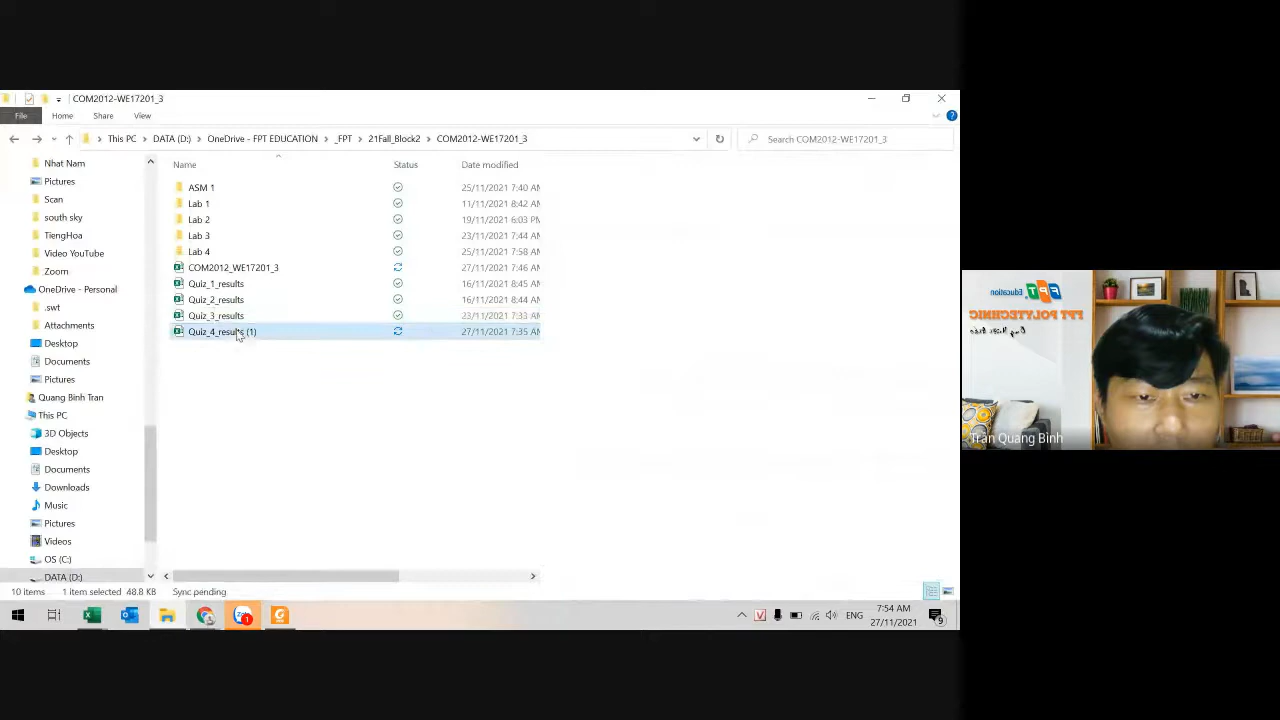 COM2012-WE17201_3
File Home Share View
This PC DATA (D:) OneDrive - FPT EDUCATION _FPT 21Fall_Block2 COM2012-WE17201_3
Search COM2012-WE17201_3
Name Status Date modified
Nhat Nam
Pictures
Scan
south sky
TiengHoa
Video YouTube
Zoom
OneDrive - Personal
.swt
Attachments
Desktop
Documents
Pictures
Quang Binh Tran
This PC
3D Objects
Desktop
Documents
Downloads
Music
Pictures
Videos
OS (C:)
DATA (D:)
ASM 1 25/11/2021 7:40 AM
Lab 1 11/11/2021 8:42 AM
Lab 2 19/11/2021 6:03 PM
Lab 3 23/11/2021 7:44 AM
Lab 4 25/11/2021 7:58 AM
COM2012_WE17201_3 27/11/2021 7:46 AM
Quiz_1_results 16/11/2021 8:45 AM
Quiz_2_results 16/11/2021 8:44 AM
Quiz_3_results 23/11/2021 7:33 AM
Quiz_4_results (1) 27/11/2021 7:35 AM
10 items 1 item selected 48.8 KB Sync pending
1
V
ENG
7:54 AM
27/11/2021
9
FPT Education
FPT POLYTECHNIC
Tran Quang Binh